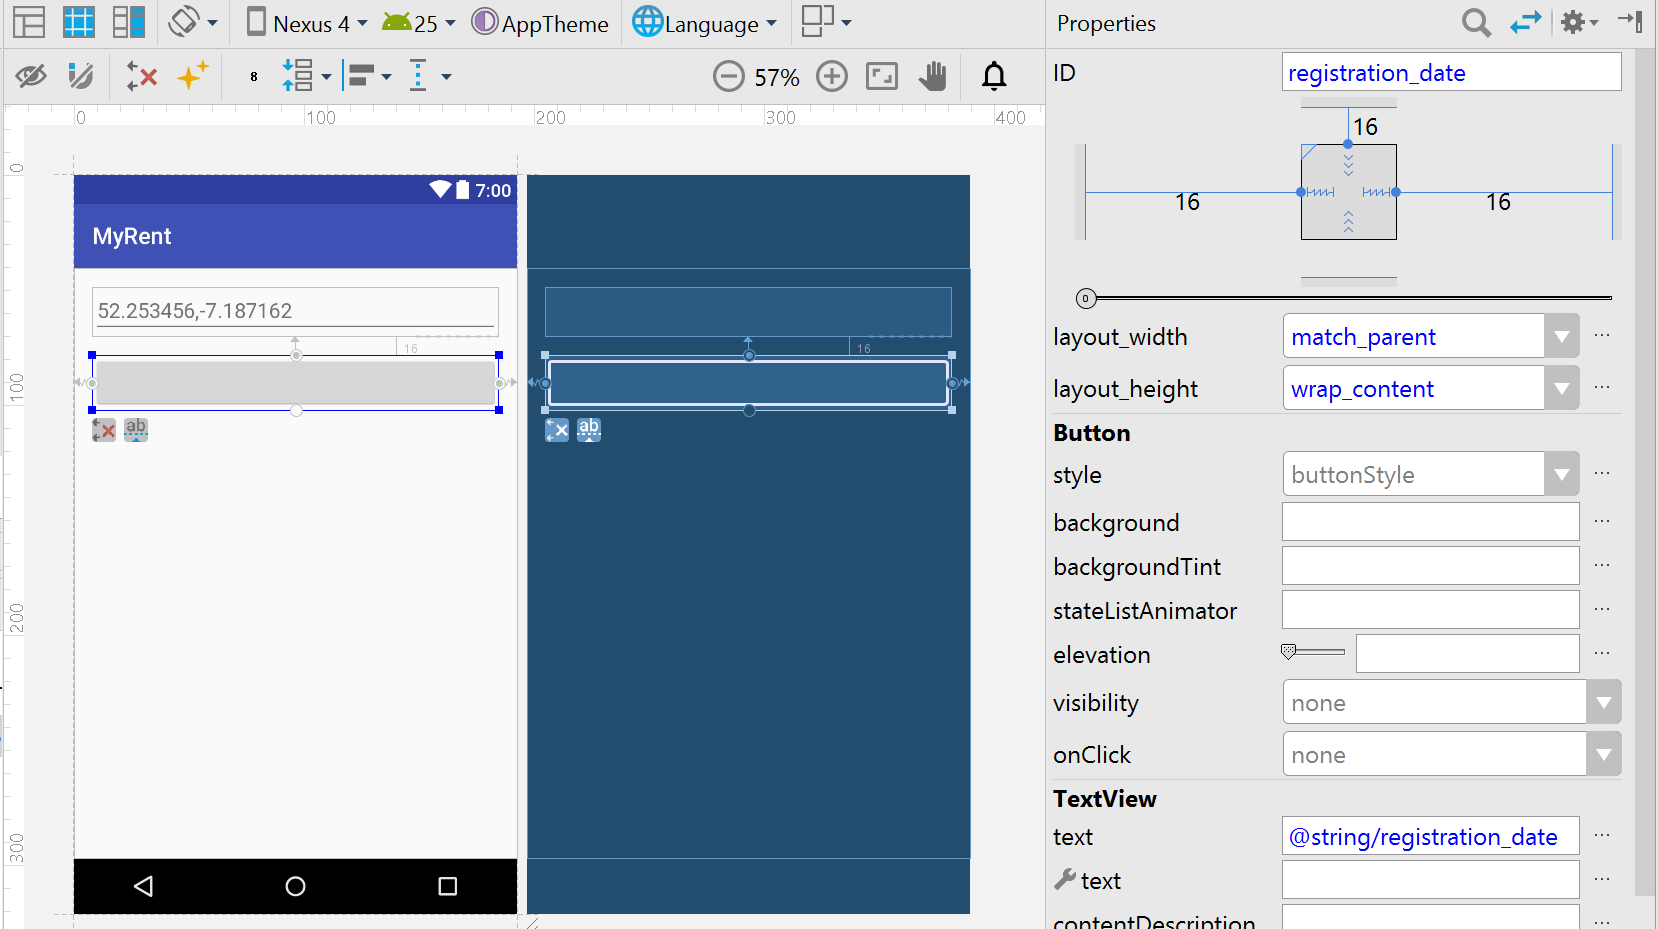 Nexus 4 25 AppTheme Language
Properties
8 57%
ID registration_date
0 100 200 300 400
16
16 16
0
0
100
200
300
7:00
MyRent
52.253456,-7.187162
16 16
ab ab
layout_width match_parent ...
layout_height wrap_content ...
Button
style buttonStyle ...
background ...
backgroundTint ...
stateListAnimator ...
elevation ...
visibility none
onClick none
TextView
text @string/registration_date ...
text ...
contentDescription ...